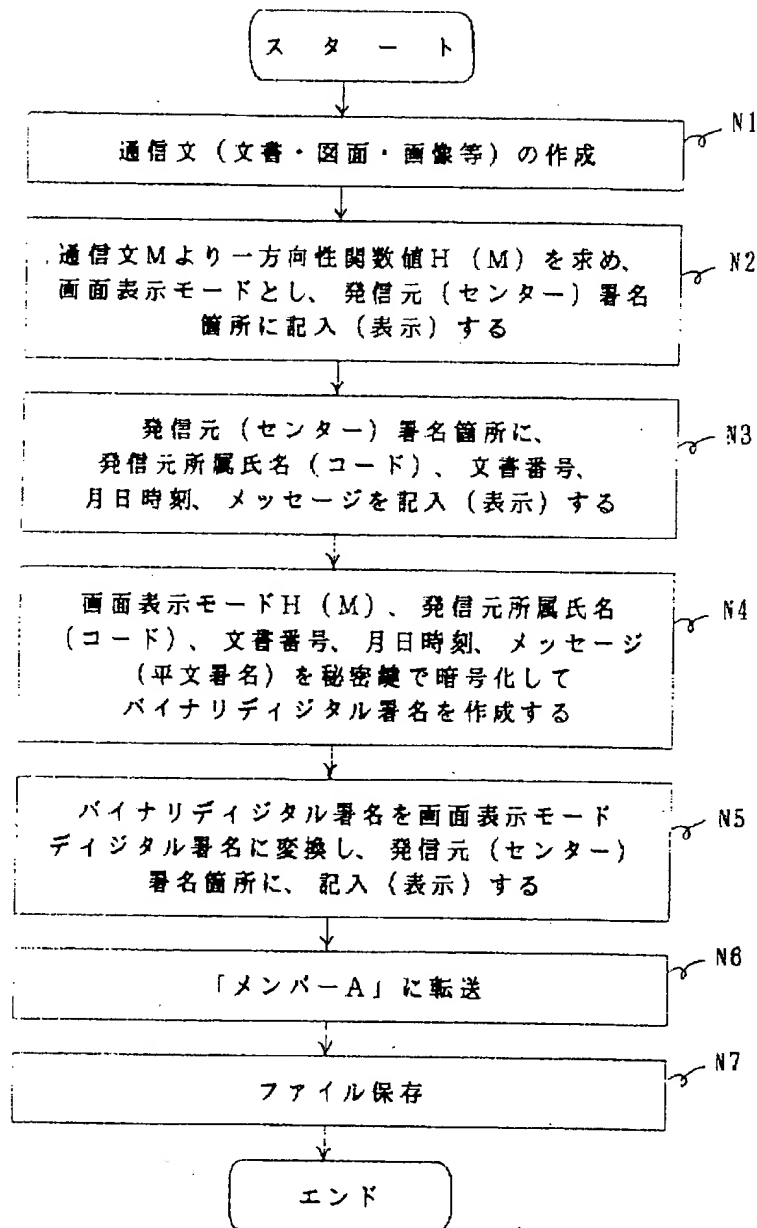 スタート
N1
通信文(文書・図面・画像等)の作成
N2
通信文Mより一方向性関数値H(M)を求め、
画面表示モードとし、発信元(センター)署名
箇所に記入(表示)する
N3
発信元(センター)署名箇所に、
発信元所属氏名(コード)、文書番号、
月日時刻、メッセージを記入(表示)する
N4
画面表示モードH(M)、発信元所属氏名
(コード)、文書番号、月日時刻、メッセージ
(平文署名)を秘密鍵で暗号化して
バイナリディジタル署名を作成する
N5
バイナリディジタル署名を画面表示モード
ディジタル署名に変換し、発信元(センター)
署名箇所に、記入(表示)する
N6
「メンバーA」に転送
N7
ファイル保存
エンド